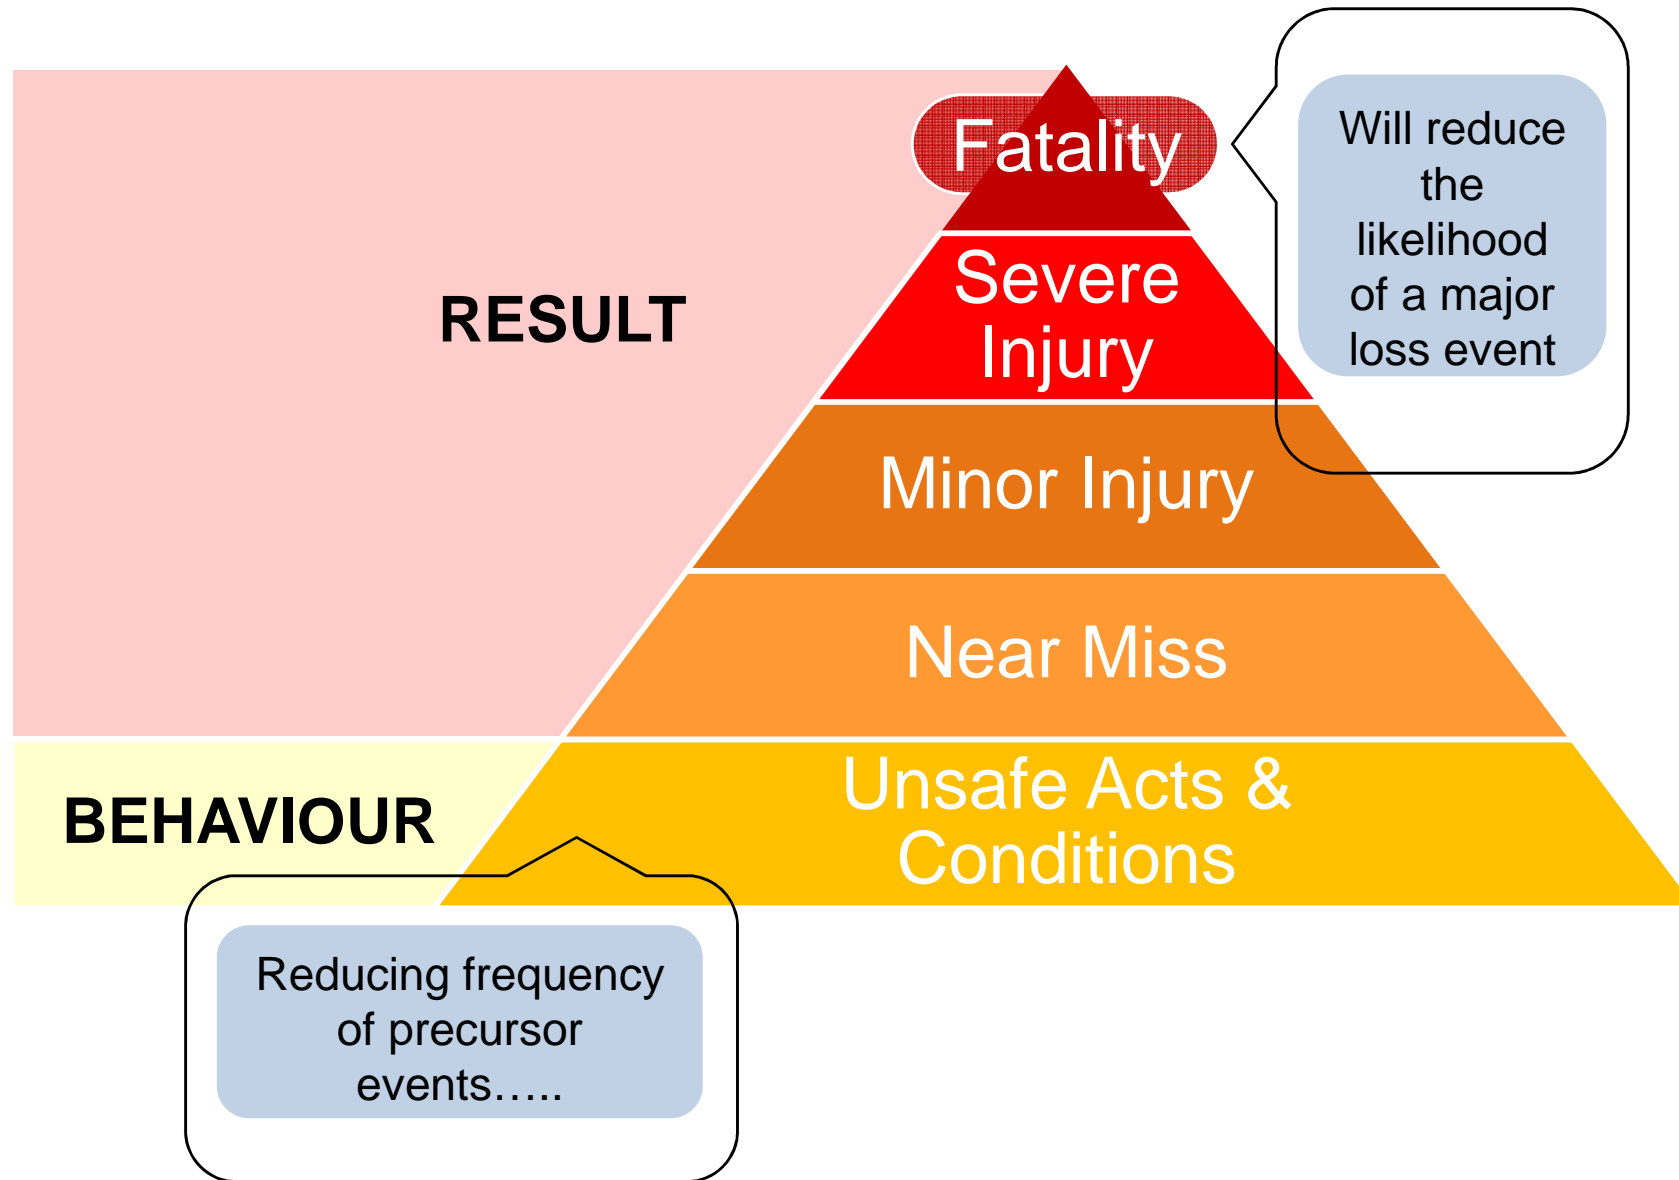 Fatality
Will reduce
the
likelihood
of a major
loss event
RESULT
Severe
Injury
Minor Injury
Near Miss
BEHAVIOUR
Unsafe Acts &
Conditions
Reducing frequency
of precursor
events.....